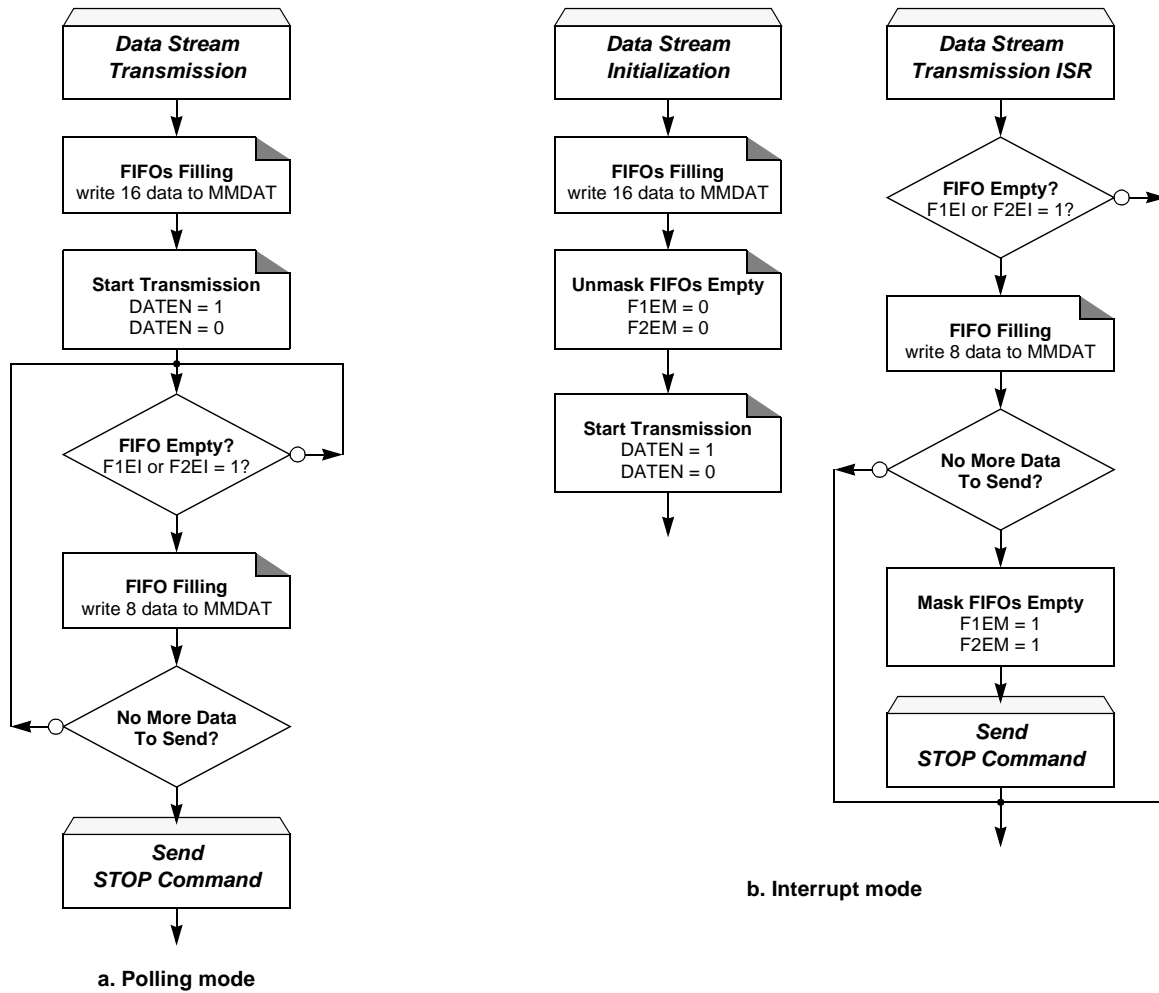 Data Stream
Transmission
FIFOs Filling
write 16 data to MMDAT
Start Transmission
DATEN = 1
DATEN = 0
FIFO Empty?
F1EI or F2EI = 1?
FIFO Filling
write 8 data to MMDAT
No More Data
To Send?
Send
STOP Command
a. Polling mode
Data Stream
Initialization
FIFOs Filling
write 16 data to MMDAT
Unmask FIFOs Empty
F1EM = 0
F2EM = 0
Start Transmission
DATEN = 1
DATEN = 0
Data Stream
Transmission ISR
FIFO Empty?
F1EI or F2EI = 1?
FIFO Filling
write 8 data to MMDAT
No More Data
To Send?
Mask FIFOs Empty
F1EM = 1
F2EM = 1
Send
STOP Command
b. Interrupt mode